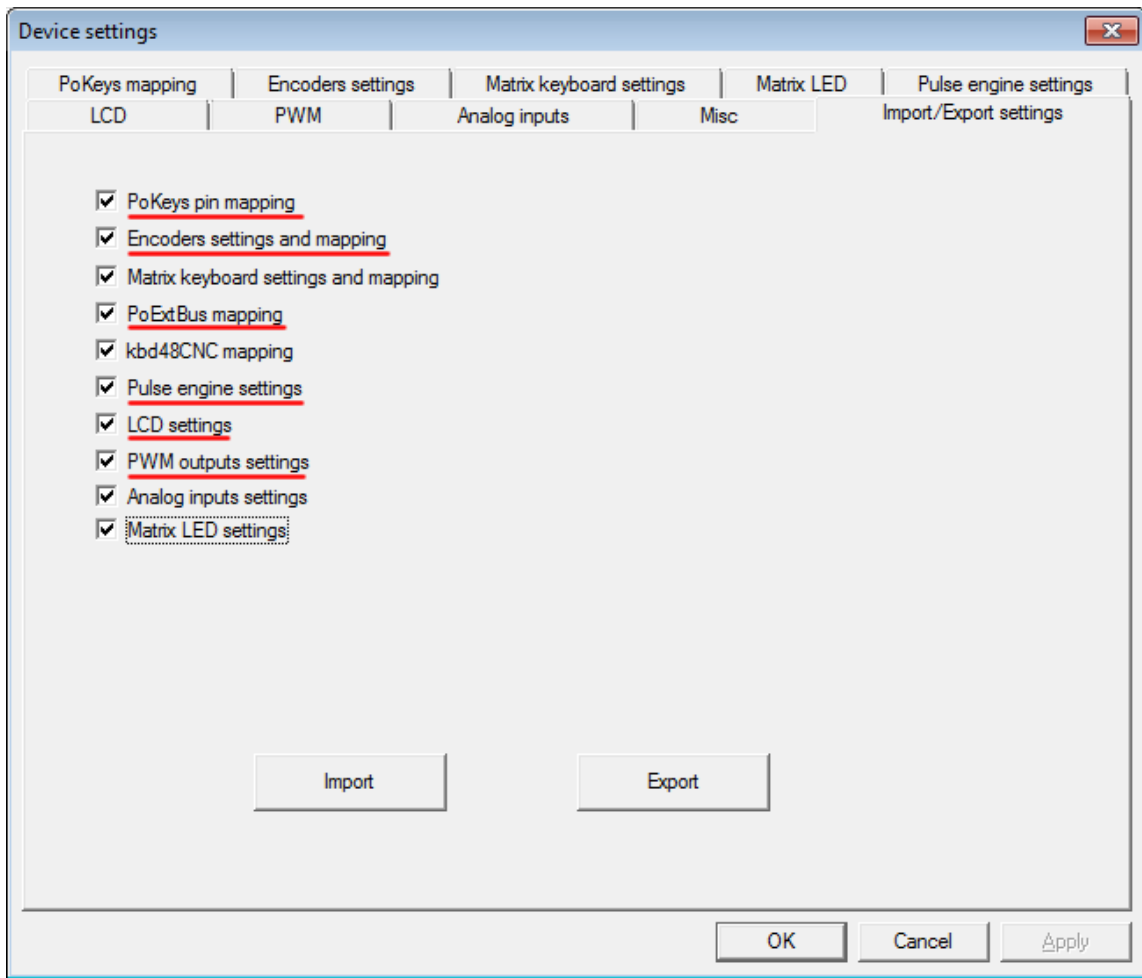 Device settings
PoKeys mapping Encoders settings Matrix keyboard settings Matrix LED Pulse engine settings
LCD PWM Analog inputs Misc Import/Export settings
PoKeys pin mapping
Encoders settings and mapping
Matrix keyboard settings and mapping
PoExtBus mapping
kbd48CNC mapping
Pulse engine settings
LCD settings
PWM outputs settings
Analog inputs settings
Matrix LED settings
Import Export
OK Cancel Apply